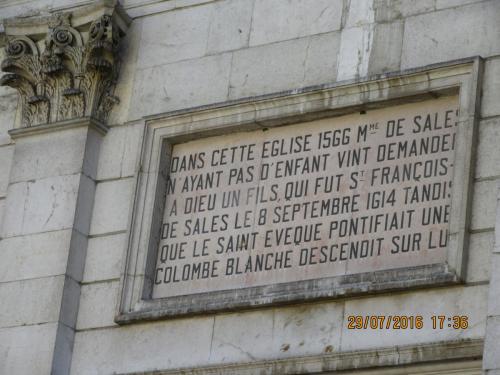 DANS CETTE EGLISE 1566 MME DE SALES
N'AYANT PAS D'ENFANT VINT DEMANDER
A DIEU UN FILS, QUI FUT ST FRANÇOIS-
DE SALES LE 8 SEPTEMBRE 1614 TANDIS
QUE LE SAINT EVEQUE PONTIFIAIT UNE
COLOMBE BLANCHE DESCENDIT SUR LU
29/07/2016 17:36